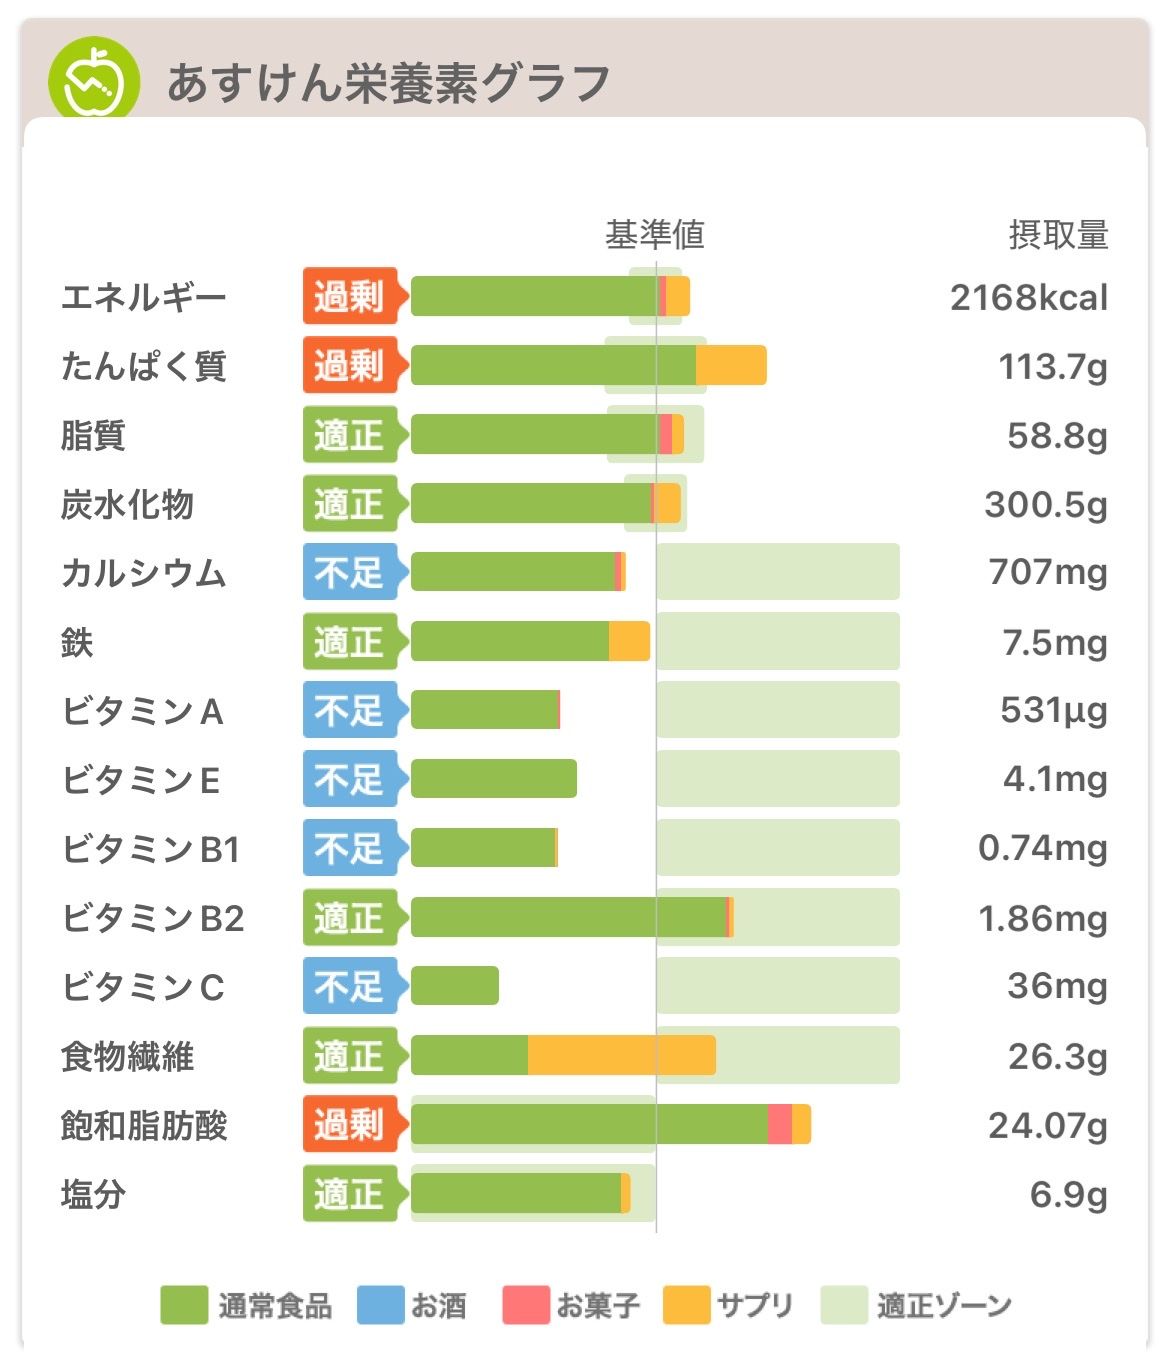 あすけん栄養素グラフ
基準値 摂取量
エネルギー 過剰 2168kcal
たんぱく質 過剰 113.7g
脂質 適正 58.8g
炭水化物 適正 300.5g
カルシウム 不足 707mg
鉄 適正 7.5mg
ビタミンA 不足 531μg
ビタミンE 不足 4.1mg
ビタミンB1 不足 0.74mg
ビタミンB2 適正 1.86mg
ビタミンC 不足 36mg
食物繊維 適正 26.3g
飽和脂肪酸 過剰 24.07g
塩分 適正 6.9g
通常食品 お酒 お菓子 サプリ 適正ゾーン